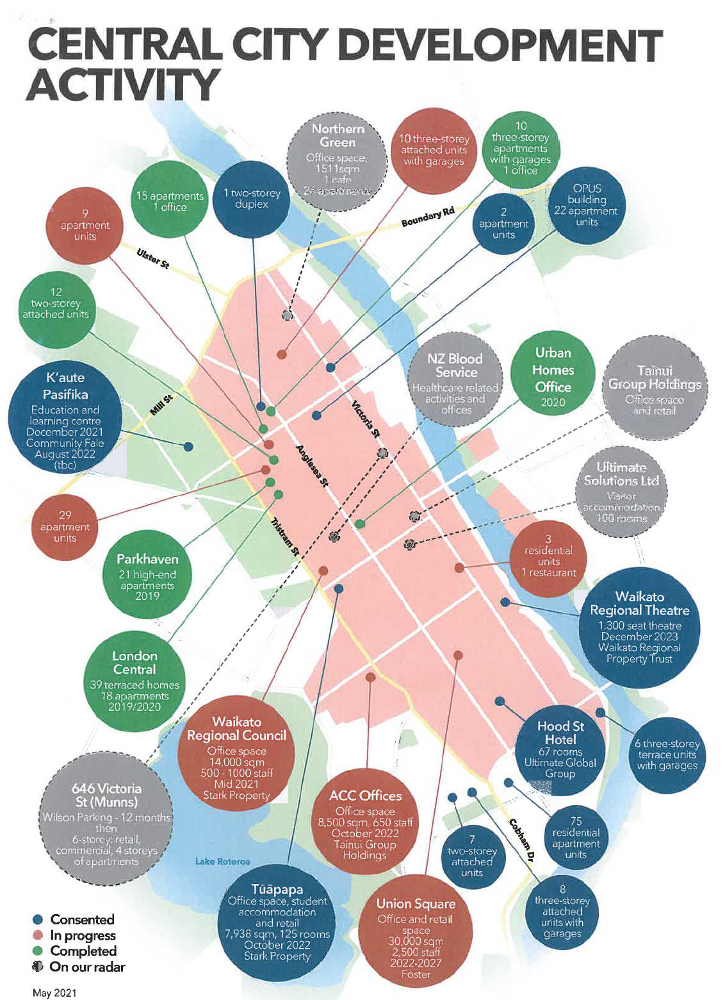 CENTRAL CITY DEVELOPMENT
ACTIVITY
Northern
Green
Office space,
1511sqm
1 cafe
24 apartments
10 three-storey
attached units
with garages
10
three-storey
apartments
with garages
1 office
OPUS
building
22 apartment
units
2
apartment
units
1 two-storey
duplex
15 apartments
1 office
9
apartment
units
Boundary Rd
Ulster St
12
two-storey
attached units
K'aute
Pasifika
Education and
learning centre
December 2021
Community Fale
August 2022
(tbc)
Mill St
NZ Blood
Service
Healthcare related
activities and
offices
Urban
Homes
Office
2020
Tainui
Group Holdings
Office space
and retail
Victoria St
Anglesea St
Tristram St
Ultimate
Solutions Ltd
Visitor
accommodation,
100 rooms
29
apartment
units
3
residential
units
1 restaurant
Parkhaven
21 high-end
apartments
2019
Waikato
Regional Theatre
1,300 seat theatre
December 2023
Waikato Regional
Property Trust
London
Central
39 terraced homes
18 apartments
2019/2020
Waikato
Regional Council
Office space
14,000 sqm
500 - 1000 staff
Mid 2021
Stark Property
Hood St
Hotel
67 rooms
Ultimate Global
Group
6 three-storey
terrace units
with garages
646 Victoria
St (Munns)
Wilson Parking - 12 months
then
6-storey: retail,
commercial, 4 storeys
of apartments
ACC Offices
Office space
8,500 sqm, 650 staff
October 2022
Tainui Group
Holdings
75
residential
apartment
units
7
two-storey
attached
units
Cobham Dr
Lake Rotoroa
Tūāpapa
Office space, student
accommodation
and retail
7,938 sqm, 125 rooms
October 2022
Stark Property
Union Square
Office and retail
space
30,000 sqm
2,500 staff
2022-2027
Foster
8
three-storey
attached
units with
garages
Consented
In progress
Completed
On our radar
May 2021